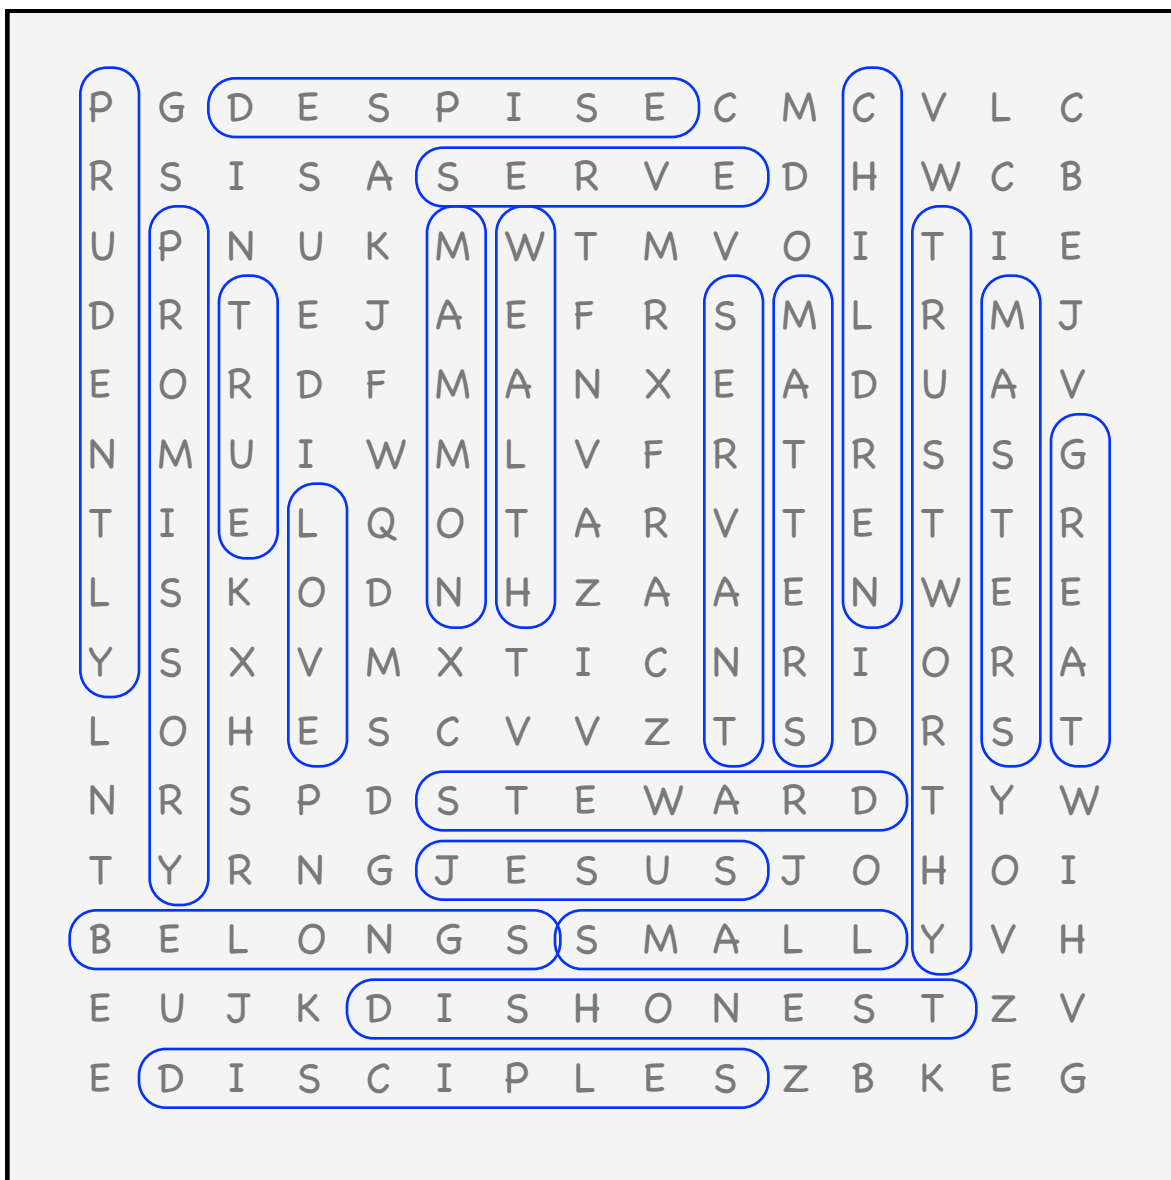 P G D E S P I S E C M C V L C
R S I S A S E R V E D H W C B
U P N U K M W T M V O I T I E
D R T E J A E F R S M L R M J
E O R D F M A N X E A D U A V
N M U I W M L V F R T R S S G
T I E L Q O T A R V T E T T R
L S K O D N H Z A A E N W E E
Y S X V M X T I C N R I O R A
L O H E S C V V Z T S D R S T
N R S P D S T E W A R D T Y W
T Y R N G J E S U S J O H O I
B E L O N G S S M A L L Y V H
E U J K D I S H O N E S T Z V
E D I S C I P L E S Z B K E G